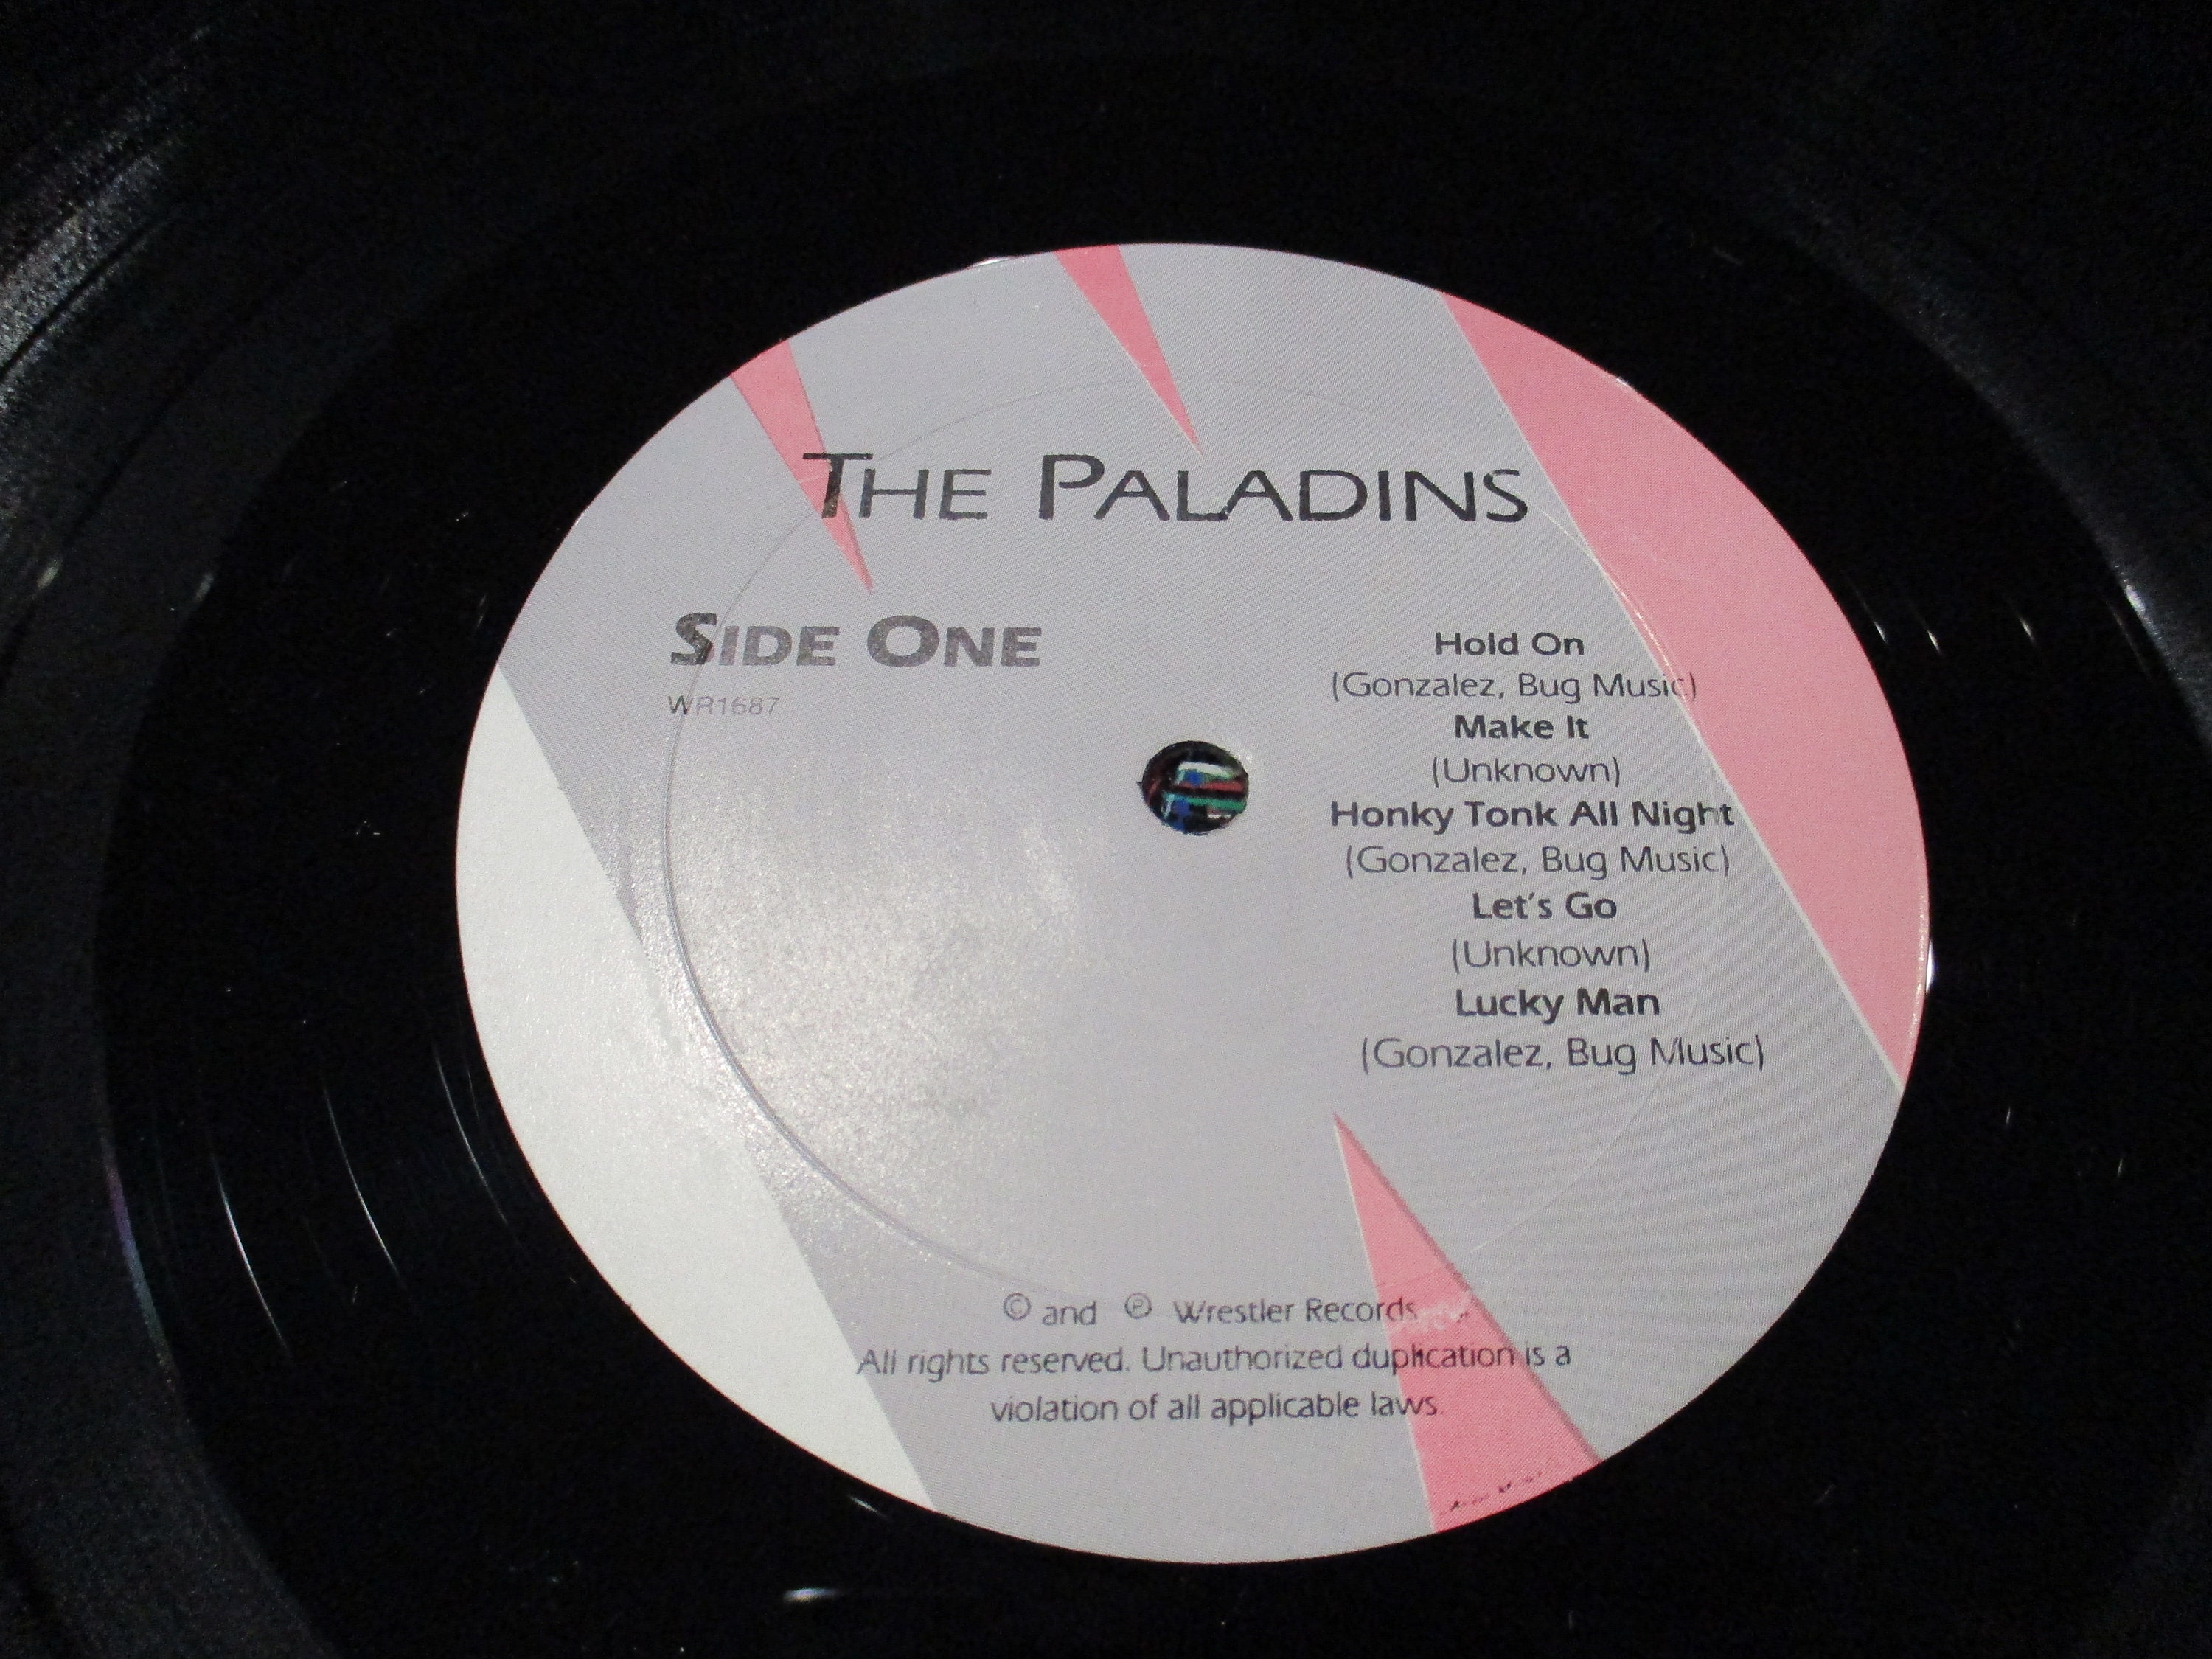 THE PALADINS
SIDE ONE
WR1687
Hold On
(Gonzalez, Bug Music)
Make It
(Unknown)
Honky Tonk All Night
(Gonzalez, Bug Music)
Let's Go
(Unknown)
Lucky Man
(Gonzalez, Bug Music)
© and ℗ Wrestler Records
All rights reserved. Unauthorized duplication is a
violation of all applicable laws.